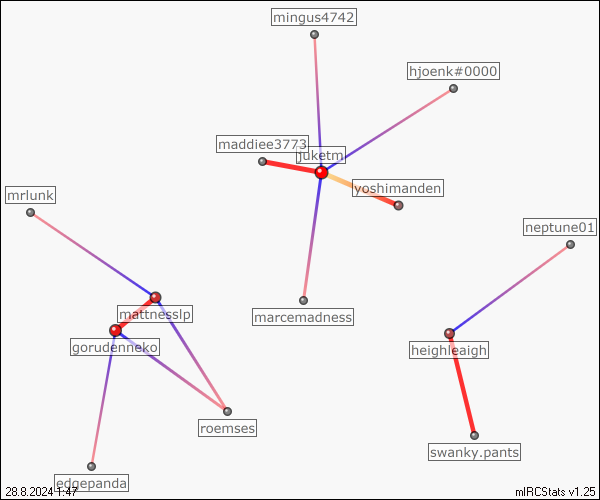 mingus4742
hjoenk#0000
maddiee3773
juketm
yoshimanden
mrlunk
neptune01
mattnesslp
marcemadness
gorudenneko
heighleaigh
roemses
swanky.pants
edgepanda
28.8.2024 1:47
mIRCStats v1.25